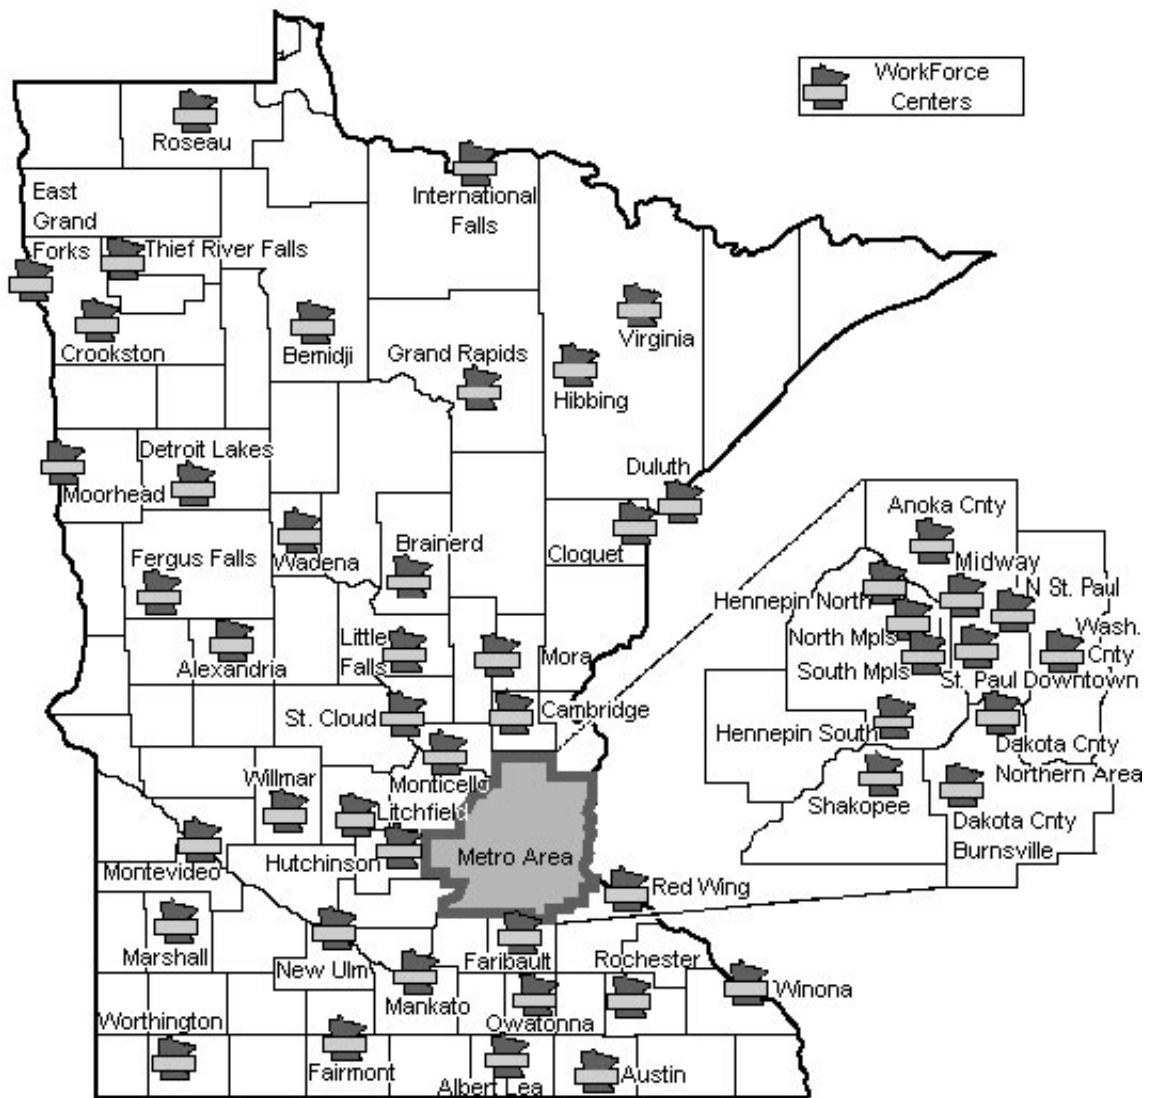 WorkForce
Centers
Roseau
East
Grand
Forks
International
Falls
Thief River Falls
Virginia
Crookston
Bemidji
Grand Rapids
Hibbing
Detroit Lakes
Duluth
Moorhead
Anoka Cnty
Fergus Falls
Wadena
Brainerd
Cloquet
Midway
N St. Paul
Hennepin North
Little
Falls
Alexandria
Mora
North Mpls
South Mpls
Wash.
Cnty
St. Paul Downtown
St. Cloud
Cambridge
Hennepin South
Dakota Cnty
Northern Area
Willmar
Monticello
Litchfield
Shakopee
Dakota Cnty
Burnsville
Montevideo
Hutchinson
Metro Area
Red Wing
Marshall
New Ulm
Faribault
Rochester
Mankato
Winona
Worthington
Owatonna
Fairmont
Albert Lea
Austin